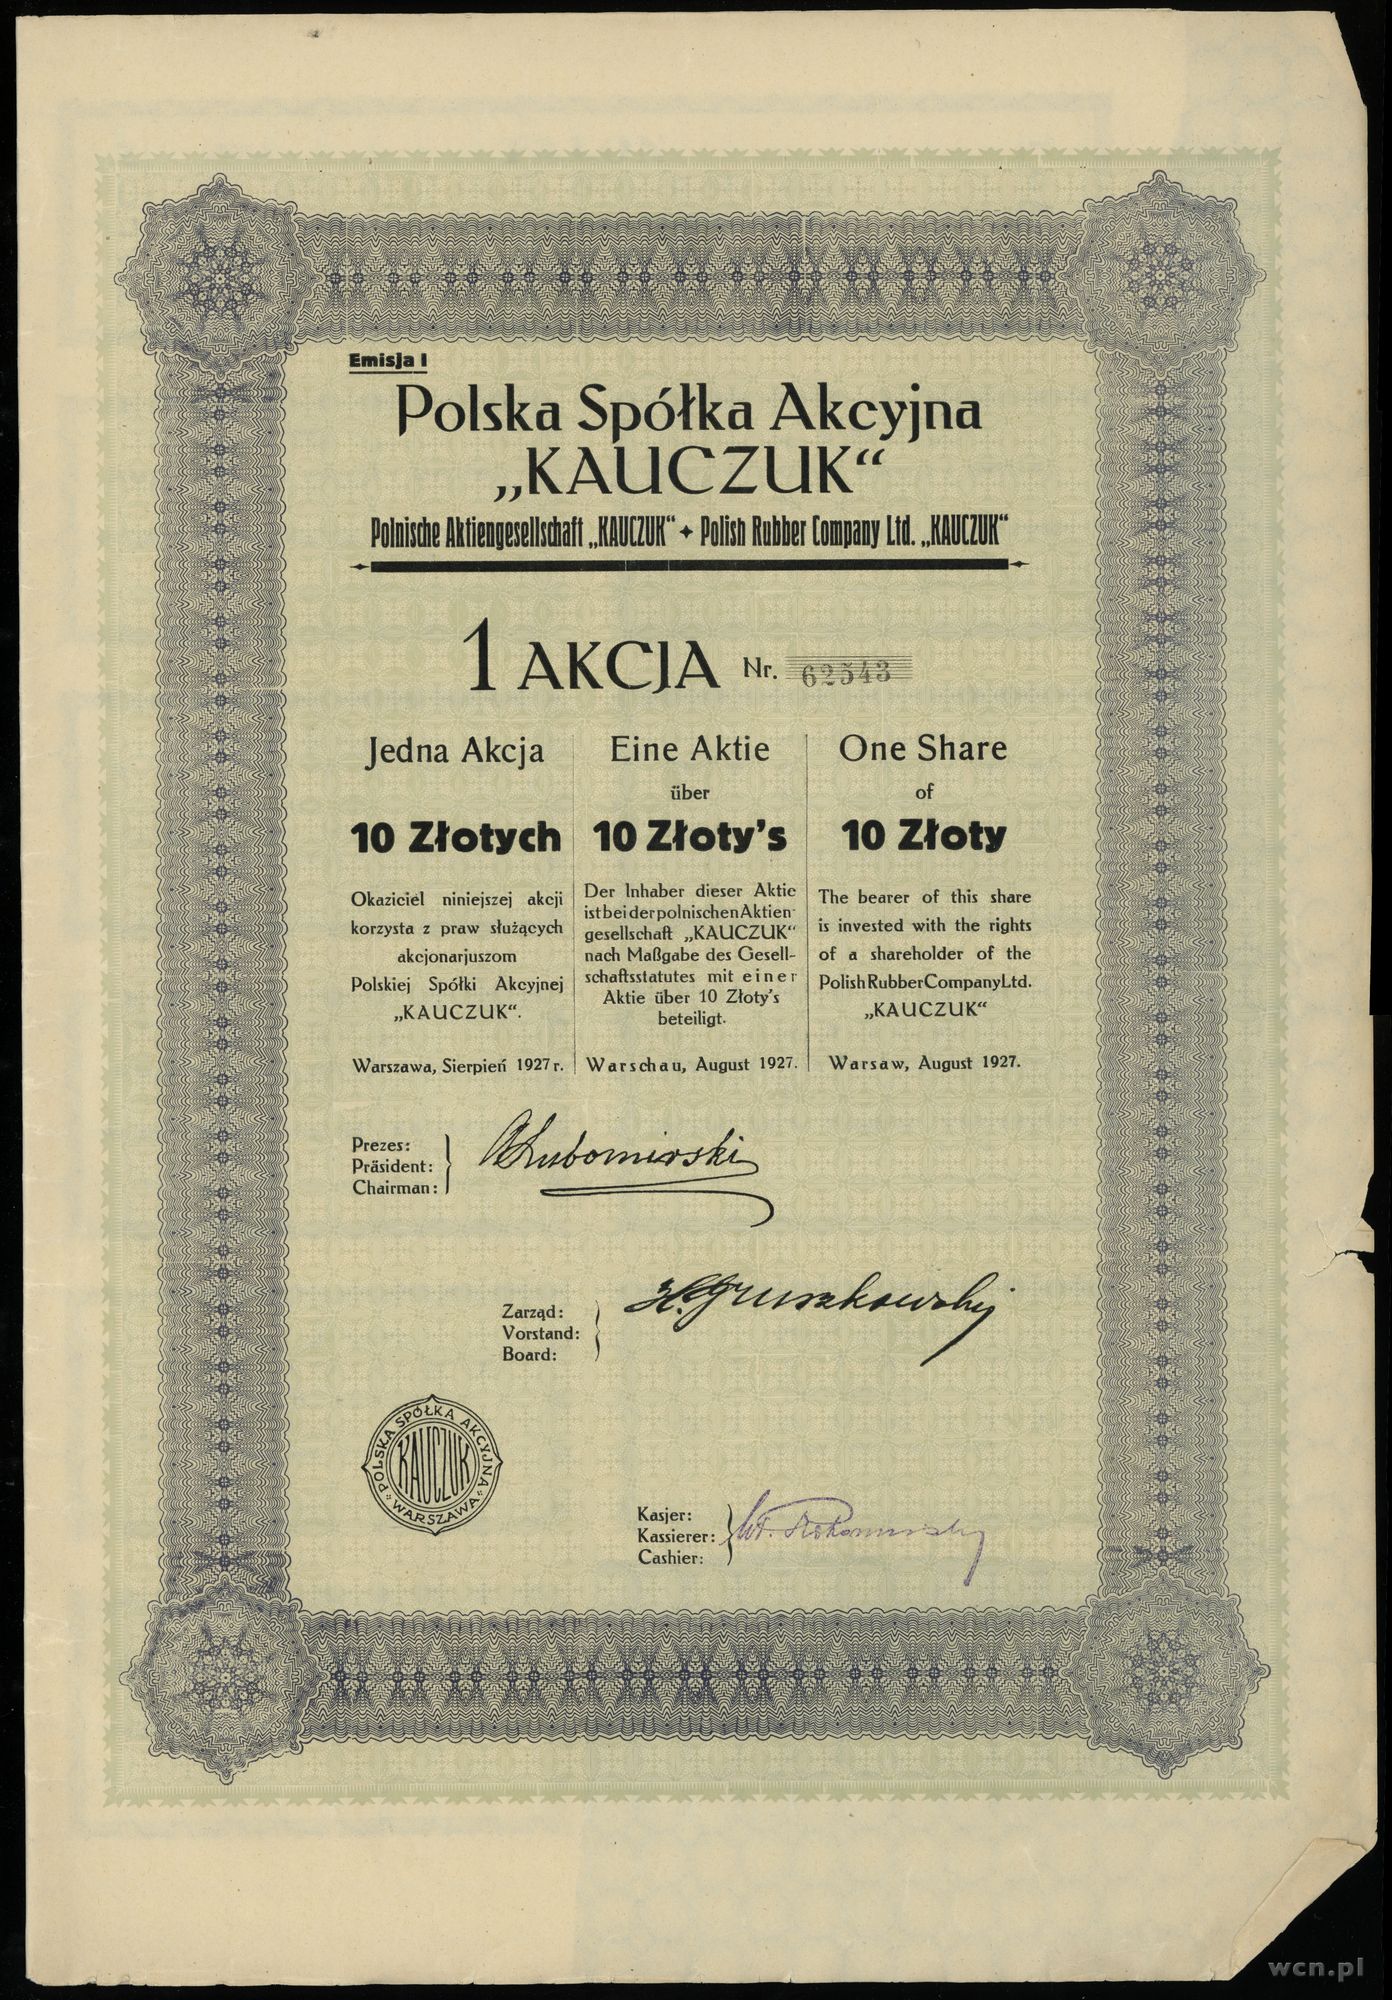 Emisja I
Polska Spółka Akcyjna
„KAUCZUK“
Polnische Aktiengesellschaft „KAUCZUK“ ✦ Polish Rubber Company Ltd. „KAUCZUK“
1 AKCJA Nr. 62543
Jedna Akcja
10 Złotych
Okaziciel niniejszej akcji
korzysta z praw służących
akcjonarjuszom
Polskiej Spółki Akcyjnej
„KAUCZUK“.
Warszawa, Sierpień 1927 r.
Eine Aktie
über
10 Złoty's
Der Inhaber dieser Aktie
ist bei der polnischen Aktien-
gesellschaft „KAUCZUK“
nach Maßgabe des Gesell-
schaftsstatutes mit einer
Aktie über 10 Złoty's
beteiligt.
Warschau, August 1927.
One Share
of
10 Złoty
The bearer of this share
is invested with the rights
of a shareholder of the
Polish Rubber Company Ltd.
„KAUCZUK“
Warsaw, August 1927.
Prezes:
Präsident:
Chairman:
Lubomirski
Zarząd:
Vorstand:
Board:
H. Gruszkowski
POLSKA SPÓŁKA AKCYJNA
KAUCZUK
WARSZAWA
Kasjer:
Kassierer:
Cashier:
wcn.pl